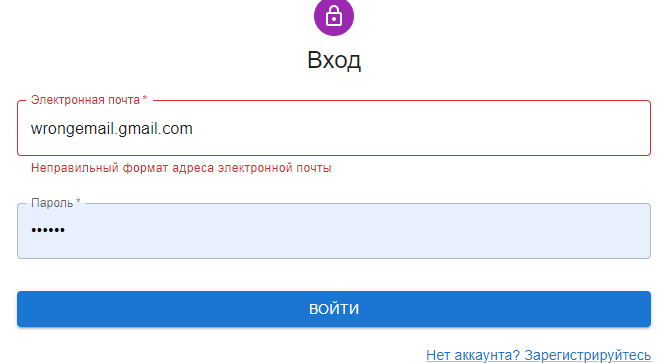 Вход
Электронная почта *
wrongemail.gmail.com
Неправильный формат адреса электронной почты
Пароль *
••••••
ВОЙТИ
Нет аккаунта? Зарегистрируйтесь